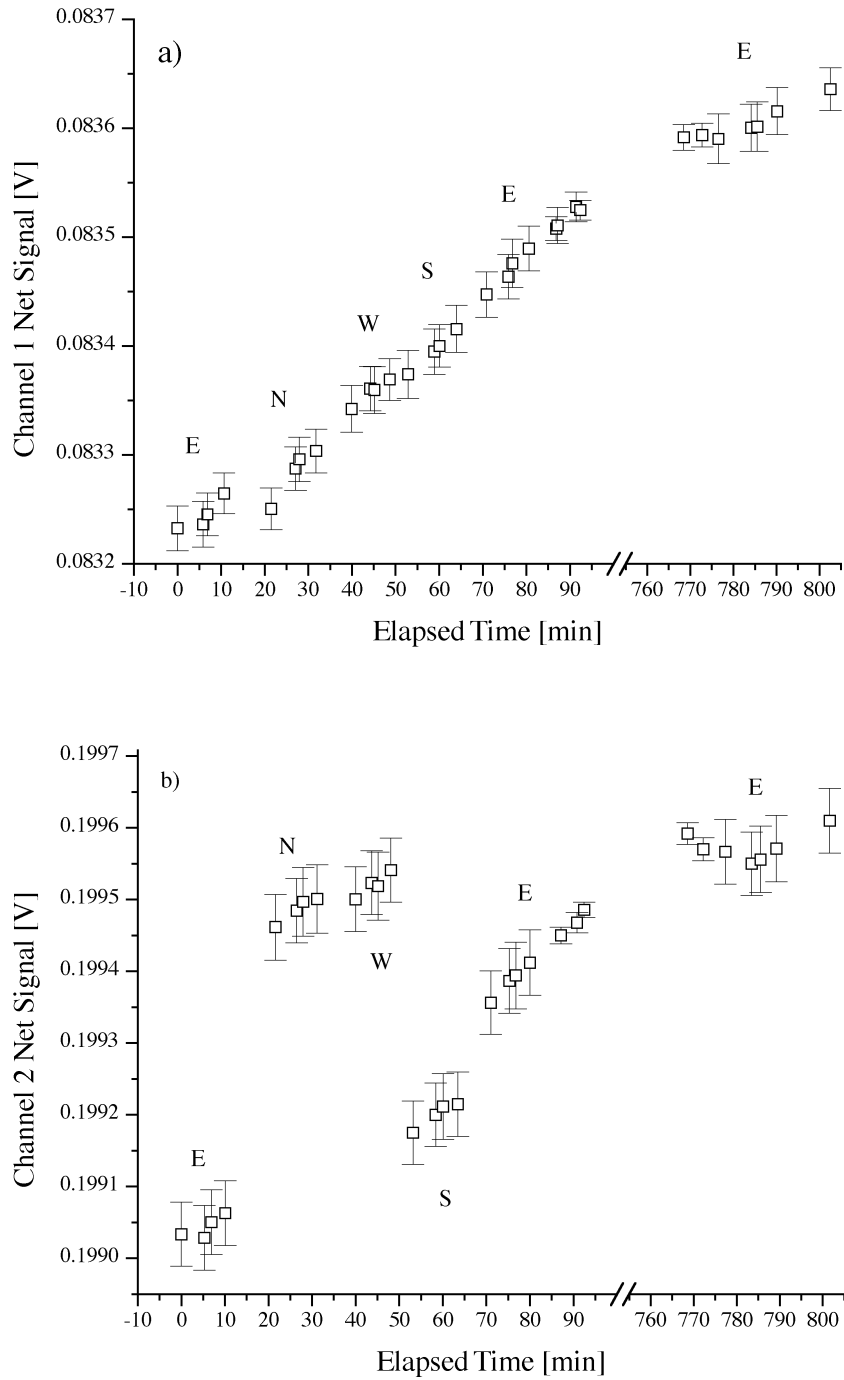 a)
E
N
W
S
E
E
0.0837
0.0836
0.0835
0.0834
0.0833
0.0832
Channel 1 Net Signal [V]
-10 0 10 20 30 40 50 60 70 80 90 760 770 780 790 800
Elapsed Time [min]
b)
E
N
W
S
E
E
0.1997
0.1996
0.1995
0.1994
0.1993
0.1992
0.1991
0.1990
Channel 2 Net Signal [V]
-10 0 10 20 30 40 50 60 70 80 90 760 770 780 790 800
Elapsed Time [min]